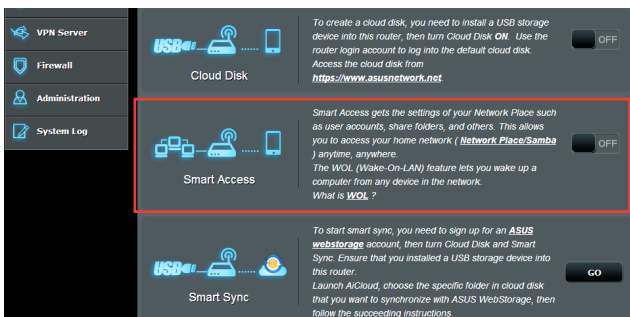 VPN Server
Firewall
Administration
System Log
USB
Cloud Disk
To create a cloud disk, you need to install a USB storage
device into this router, then turn Cloud Disk ON. Use the
router login account to log into the default cloud disk.
Access the cloud disk from
https://www.asusnetwork.net.
OFF
Smart Access
Smart Access gets the settings of your Network Place such
as user accounts, share folders, and others. This allows
you to access your home network ( Network Place/Samba
) anytime, anywhere.
The WOL (Wake-On-LAN) feature lets you wake up a
computer from any device in the network.
What is WOL ?
OFF
USB
Smart Sync
To start smart sync, you need to sign up for an ASUS
webstorage account, then turn Cloud Disk and Smart
Sync. Ensure that you installed a USB storage device into
this router.
Launch AiCloud, choose the specific folder in cloud disk
that you want to synchronize with ASUS WebStorage, then
follow the succeeding instructions.
GO